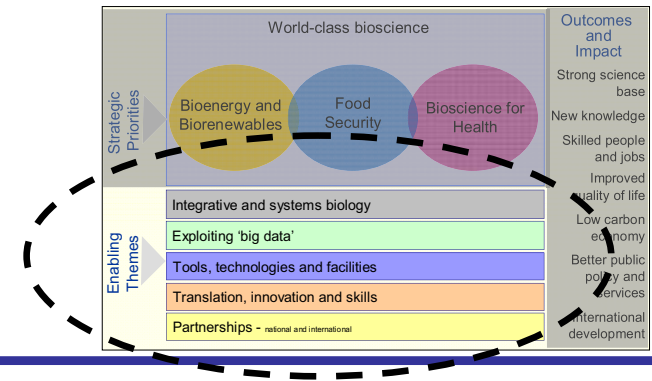 World-class bioscience
Strategic
Priorities
Bioenergy and
Biorenewables
Food
Security
Bioscience for
Health
Enabling
Themes
Integrative and systems biology
Exploiting ‘big data’
Tools, technologies and facilities
Translation, innovation and skills
Partnerships - national and international
Outcomes
and
Impact
Strong science
base
New knowledge
Skilled people
and jobs
Improved
quality of life
Low carbon
economy
Better public
policy and
services
International
development